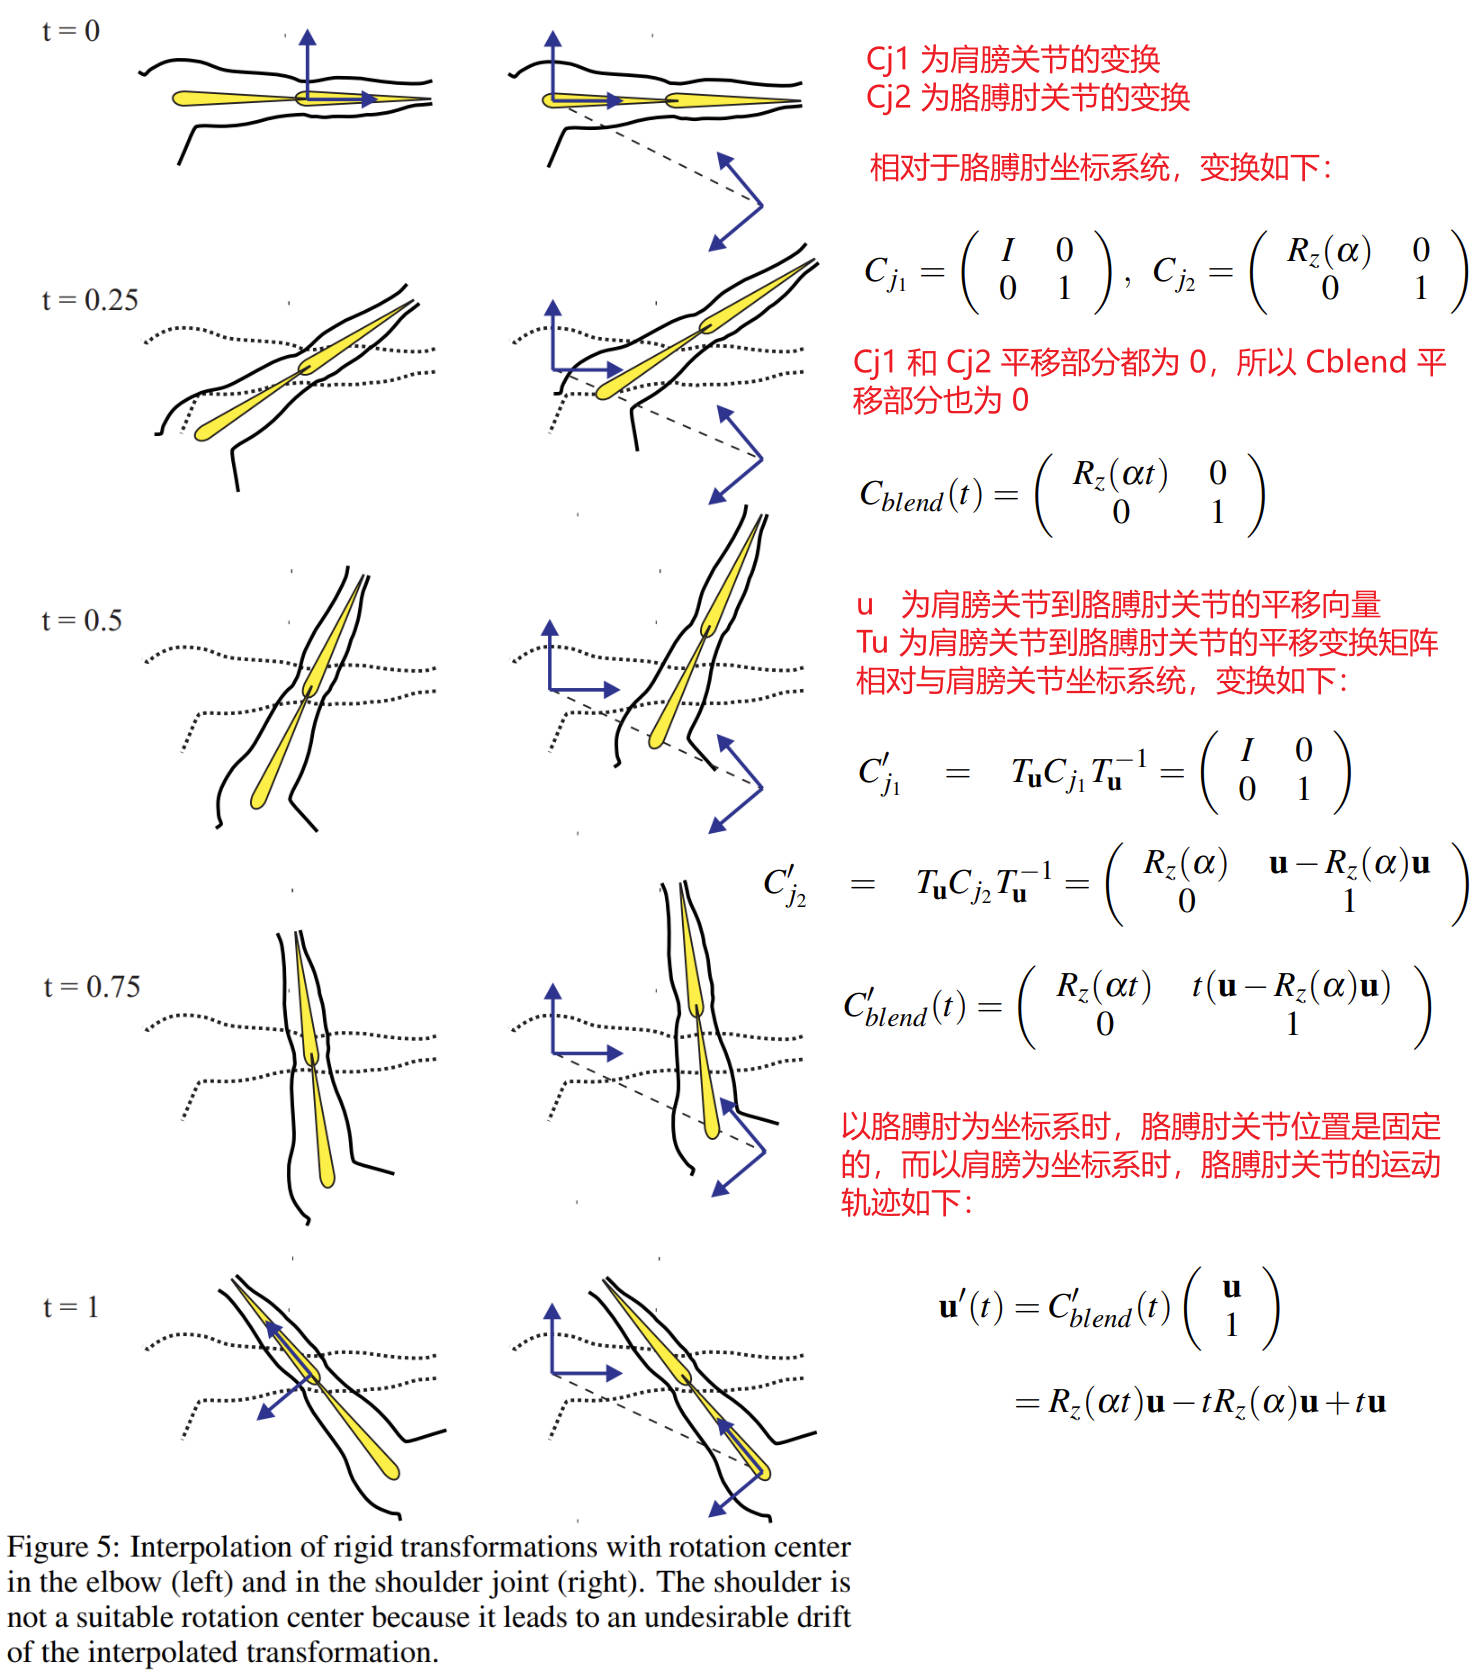 t = 0
Cj1 为肩膀关节的变换
Cj2 为胳膊肘关节的变换
相对于胳膊肘坐标系统，变换如下：
t = 0.25
C_{j_1} = \begin{pmatrix} I & 0 \\ 0 & 1 \end{pmatrix}, C_{j_2} = \begin{pmatrix} R_z(\alpha) & 0 \\ 0 & 1 \end{pmatrix}
Cj1 和 Cj2 平移部分都为 0，所以 Cblend 平
移部分也为 0
C_{blend}(t) = \begin{pmatrix} R_z(\alpha t) & 0 \\ 0 & 1 \end{pmatrix}
t = 0.5
u 为肩膀关节到胳膊肘关节的平移向量
Tu 为肩膀关节到胳膊肘关节的平移变换矩阵
相对与肩膀关节坐标系统，变换如下：
C'_{j_1} = T_{\mathbf{u}} C_{j_1} T_{\mathbf{u}}^{-1} = \begin{pmatrix} I & 0 \\ 0 & 1 \end{pmatrix}
C'_{j_2} = T_{\mathbf{u}} C_{j_2} T_{\mathbf{u}}^{-1} = \begin{pmatrix} R_z(\alpha) & \mathbf{u} - R_z(\alpha)\mathbf{u} \\ 0 & 1 \end{pmatrix}
t = 0.75
C'_{blend}(t) = \begin{pmatrix} R_z(\alpha t) & t(\mathbf{u} - R_z(\alpha)\mathbf{u}) \\ 0 & 1 \end{pmatrix}
以胳膊肘为坐标系时，胳膊肘关节位置是固定
的，而以肩膀为坐标系时，胳膊肘关节的运动
轨迹如下：
t = 1
\mathbf{u}'(t) = C'_{blend}(t) \begin{pmatrix} \mathbf{u} \\ 1 \end{pmatrix}
= R_z(\alpha t)\mathbf{u} - tR_z(\alpha)\mathbf{u} + t\mathbf{u}
Figure 5: Interpolation of rigid transformations with rotation center
in the elbow (left) and in the shoulder joint (right). The shoulder is
not a suitable rotation center because it leads to an undesirable drift
of the interpolated transformation.